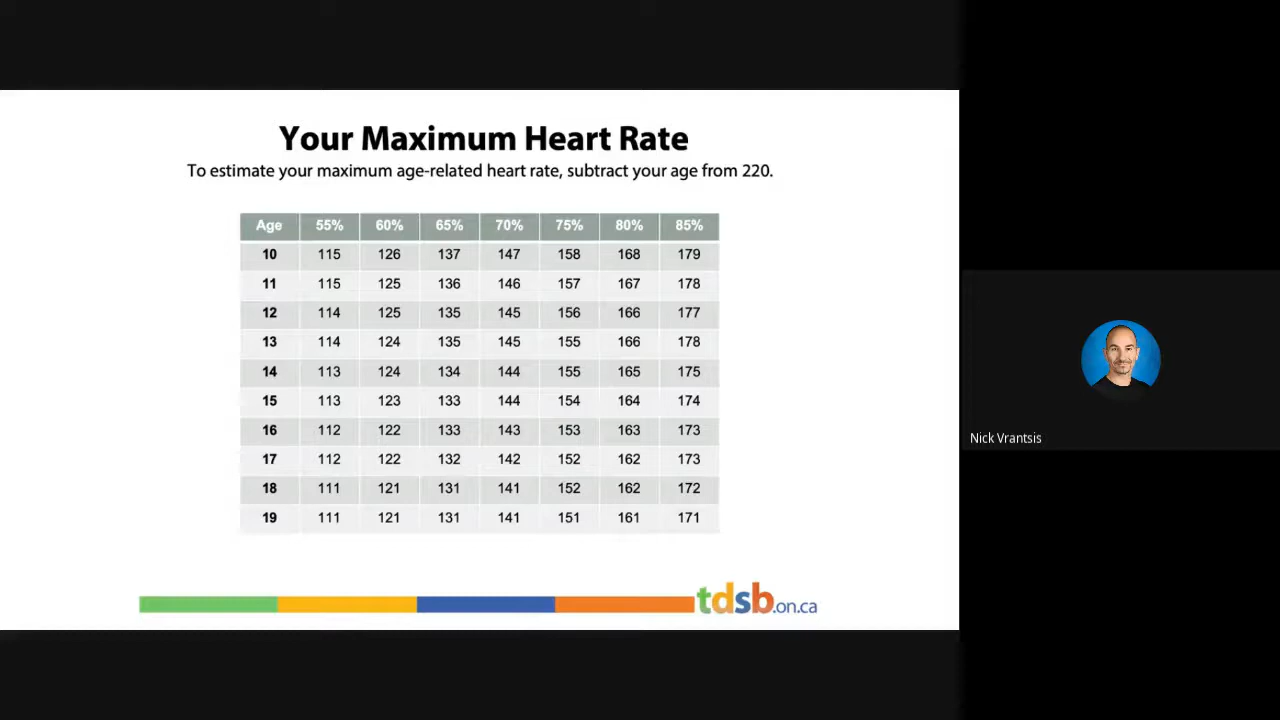 Your Maximum Heart Rate
To estimate your maximum age-related heart rate, subtract your age from 220.
Age 55% 60% 65% 70% 75% 80% 85%
10 115 126 137 147 158 168 179
11 115 125 136 146 157 167 178
12 114 125 135 145 156 166 177
13 114 124 135 145 155 166 178
14 113 124 134 144 155 165 175
15 113 123 133 144 154 164 174
16 112 122 133 143 153 163 173
17 112 122 132 142 152 162 173
18 111 121 131 141 152 162 172
19 111 121 131 141 151 161 171
tdsb.on.ca
Nick Vrantsis